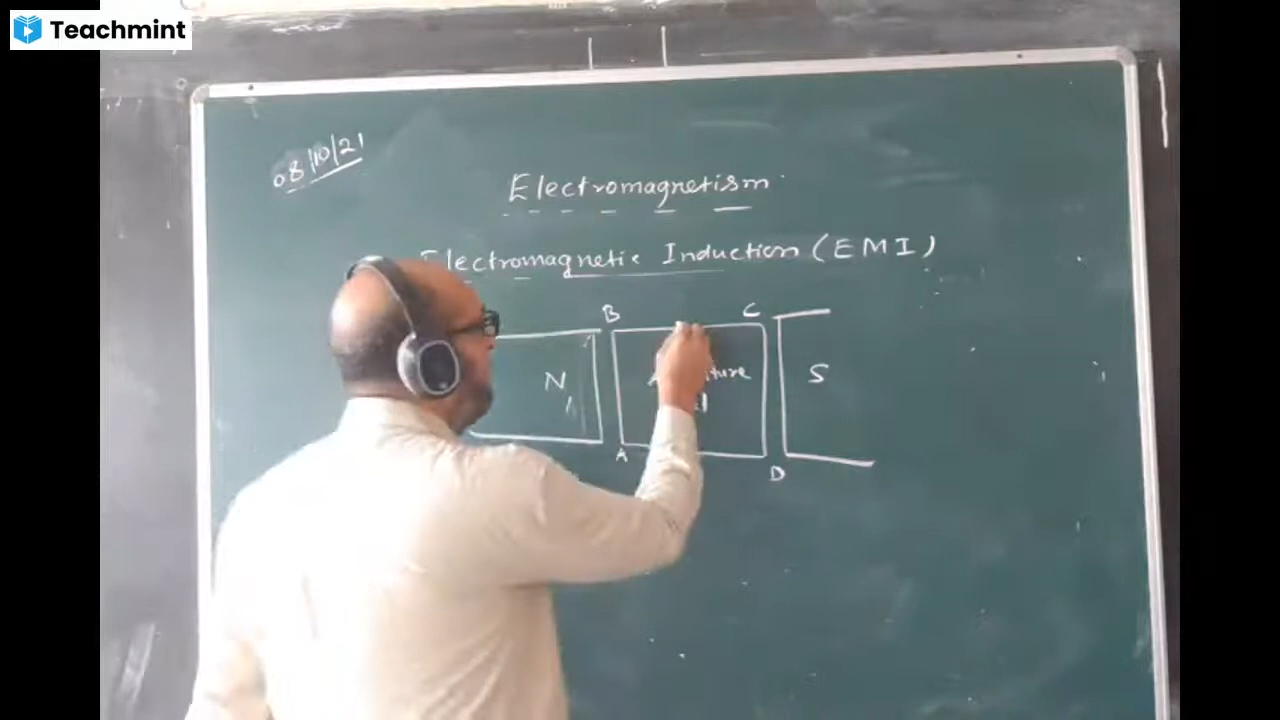 Teachmint
08/10/21
Electromagnetism
Electromagnetic Induction (EMI)
B C
N S
A
D